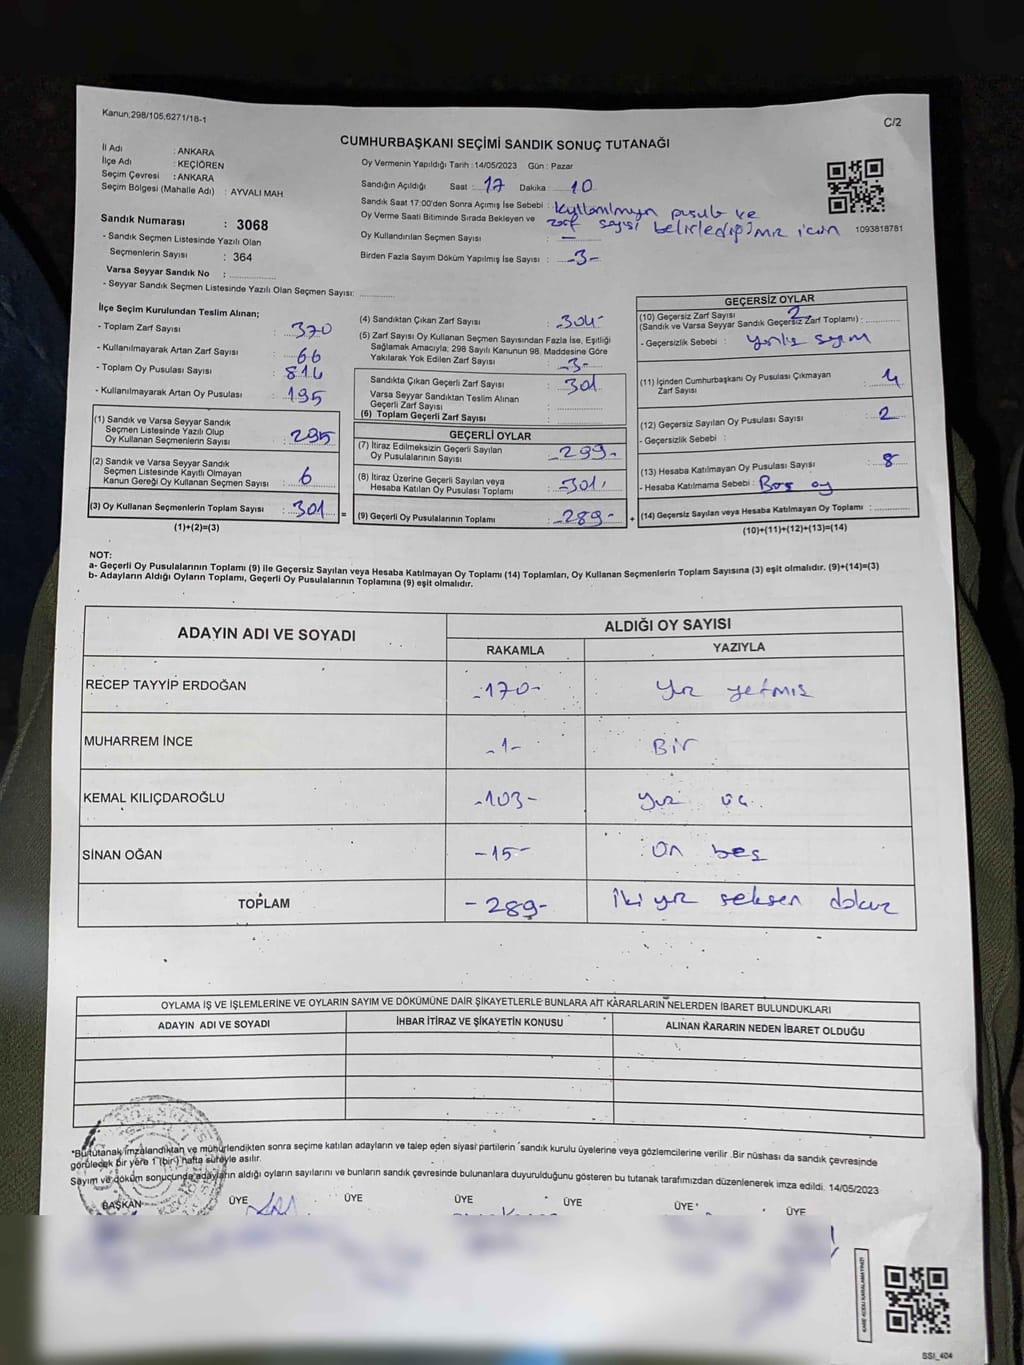 Kanun;298/105,6271/18-1
C/2
CUMHURBAŞKANI SEÇİMİ SANDIK SONUÇ TUTANAĞI
İl Adı : ANKARA
İlçe Adı : KEÇİÖREN
Seçim Çevresi : ANKARA
Seçim Bölgesi (Mahalle Adı) : AYVALI MAH
Sandık Numarası : 3068
- Sandık Seçmen Listesinde Yazılı Olan
Seçmenlerin Sayısı : 364
Varsa Seyyar Sandık No :
- Seyyar Sandık Seçmen Listesinde Yazılı Olan Seçmen Sayısı:
Oy Vermenin Yapıldığı Tarih : 14/05/2023 Gün : Pazar
Sandığın Açıldığı Saat : 17 Dakika : 10
Sandık Saat 17:00'den Sonra Açımış İse Sebebi : kullanılmayan pusula ve
Oy Verme Saati Bitiminde Sırada Bekleyen ve zarf sayısı belirlediğimiz için
Oy Kullandırılan Seçmen Sayısı : -
Birden Fazla Sayım Döküm Yapılmış İse Sayısı : -3-
1093818781
İlçe Seçim Kurulundan Teslim Alınan;
- Toplam Zarf Sayısı : 370
- Kullanılmayarak Artan Zarf Sayısı : 66
- Toplam Oy Pusulası Sayısı : 816
- Kullanılmayarak Artan Oy Pusulası : 195
(1) Sandık ve Varsa Seyyar Sandık
Seçmen Listesinde Yazılı Olup
Oy Kullanan Seçmenlerin Sayısı : 295
(2) Sandık ve Varsa Seyyar Sandık
Seçmen Listesinde Kayıtlı Olmayan
Kanun Gereği Oy Kullanan Seçmen Sayısı : 6
(3) Oy Kullanan Seçmenlerin Toplam Sayısı : 301 =
(1)+(2)=(3)
(4) Sandıktan Çıkan Zarf Sayısı : 304-
(5) Zarf Sayısı Oy Kullanan Seçmen Sayısından Fazla İse, Eşitliği
Sağlamak Amacıyla; 298 Sayılı Kanunun 98. Maddesine Göre
Yakılarak Yok Edilen Zarf Sayısı -3-
Sandıkta Çıkan Geçerli Zarf Sayısı : 301
Varsa Seyyar Sandıktan Teslim Alınan
Geçerli Zarf Sayısı :
(6) Toplam Geçerli Zarf Sayısı
GEÇERLİ OYLAR
(7) İtiraz Edilmeksizin Geçerli Sayılan
Oy Pusulalarının Sayısı : 299-
(8) İtiraz Üzerine Geçerli Sayılan veya
Hesaba Katılan Oy Pusulası Toplamı : -301
(9) Geçerli Oy Pusulalarının Toplamı : -289- +
GEÇERSİZ OYLAR
(10) Geçersiz Zarf Sayısı 2
(Sandık ve Varsa Seyyar Sandık Geçersiz Zarf Toplamı) :
- Geçersizlik Sebebi : yanlış sayım
(11) İçinden Cumhurbaşkanı Oy Pusulası Çıkmayan
Zarf Sayısı : 4
(12) Geçersiz Sayılan Oy Pusulası Sayısı : 2
- Geçersizlik Sebebi :
(13) Hesaba Katılmayan Oy Pusulası Sayısı : 8
- Hesaba Katılmama Sebebi : Boş oy
(14) Geçersiz Sayılan veya Hesaba Katılmayan Oy Toplamı :
(10)+(11)+(12)+(13)=(14)
NOT:
a- Geçerli Oy Pusulalarının Toplamı (9) İle Geçersiz Sayılan veya Hesaba Katılmayan Oy Toplamı (14) Toplamları, Oy Kullanan Seçmenlerin Toplam Sayısına (3) eşit olmalıdır. (9)+(14)=(3)
b- Adayların Aldığı Oyların Toplamı, Geçerli Oy Pusulalarının Toplamına (9) eşit olmalıdır.
ADAYIN ADI VE SOYADI
ALDIĞI OY SAYISI
RAKAMLA YAZIYLA
RECEP TAYYİP ERDOĞAN -170- yüz yetmiş
MUHARREM İNCE -1- Bir
KEMAL KILIÇDAROĞLU -103- yüz üç
SİNAN OĞAN -15- on beş
TOPLAM -289- iki yüz seksen dokuz
OYLAMA İŞ VE İŞLEMLERİNE VE OYLARIN SAYIM VE DÖKÜMÜNE DAİR ŞİKAYETLERLE BUNLARA AİT KARARLARIN NELERDEN İBARET BULUNDUKLARI
ADAYIN ADI VE SOYADI İHBAR İTİRAZ VE ŞİKAYETİN KONUSU ALINAN KARARIN NEDEN İBARET OLDUĞU
*Bu tutanak imzalandıktan ve mühürlendikten sonra seçime katılan adayların ve talep eden siyasi partilerin sandık kurulu üyelerine veya gözlemcilerine verilir .Bir nüshası da sandık çevresinde
görülecek bir yere 1 (bir) hafta süreyle asılır.
Sayım ve döküm sonucunda adayların aldığı oyların sayılarını ve bunların sandık çevresinde bulunanlara duyurulduğunu gösteren bu tutanak tarafımızdan düzenlenerek imza edildi. 14/05/2023
BAŞKAN ÜYE ÜYE ÜYE ÜYE ÜYE ÜYE
KARE KODU KARALAMAYINIZ!
SSI_404